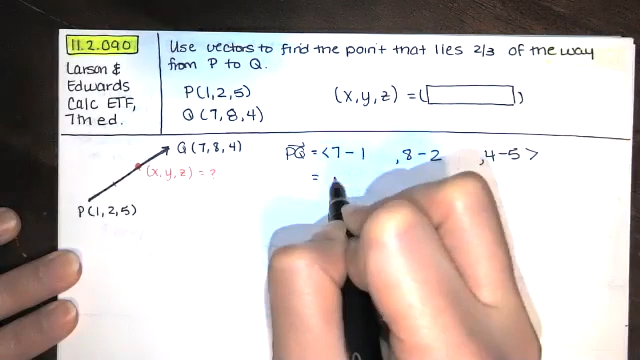 11.2.090
Larson &
Edwards
Calc ETF,
7th ed.
Use vectors to find the point that lies 2/3 of the way
from P to Q.
P(1,2,5)
Q(7,8,4)
(x,y,z) = ( )
Q(7,8,4)
(x,y,z) = ?
P(1,2,5)
PQ = <7-1 , 8-2 , 4-5>
=